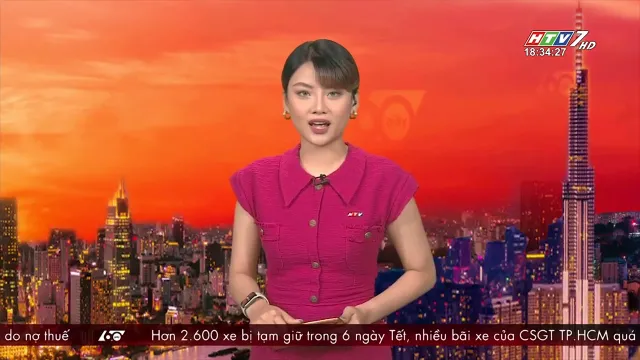 HTV7 HD
18:34:27
HTV
do nợ thuế 60 Hơn 2.600 xe bị tạm giữ trong 6 ngày Tết, nhiều bãi xe của CSGT TP.HCM quá